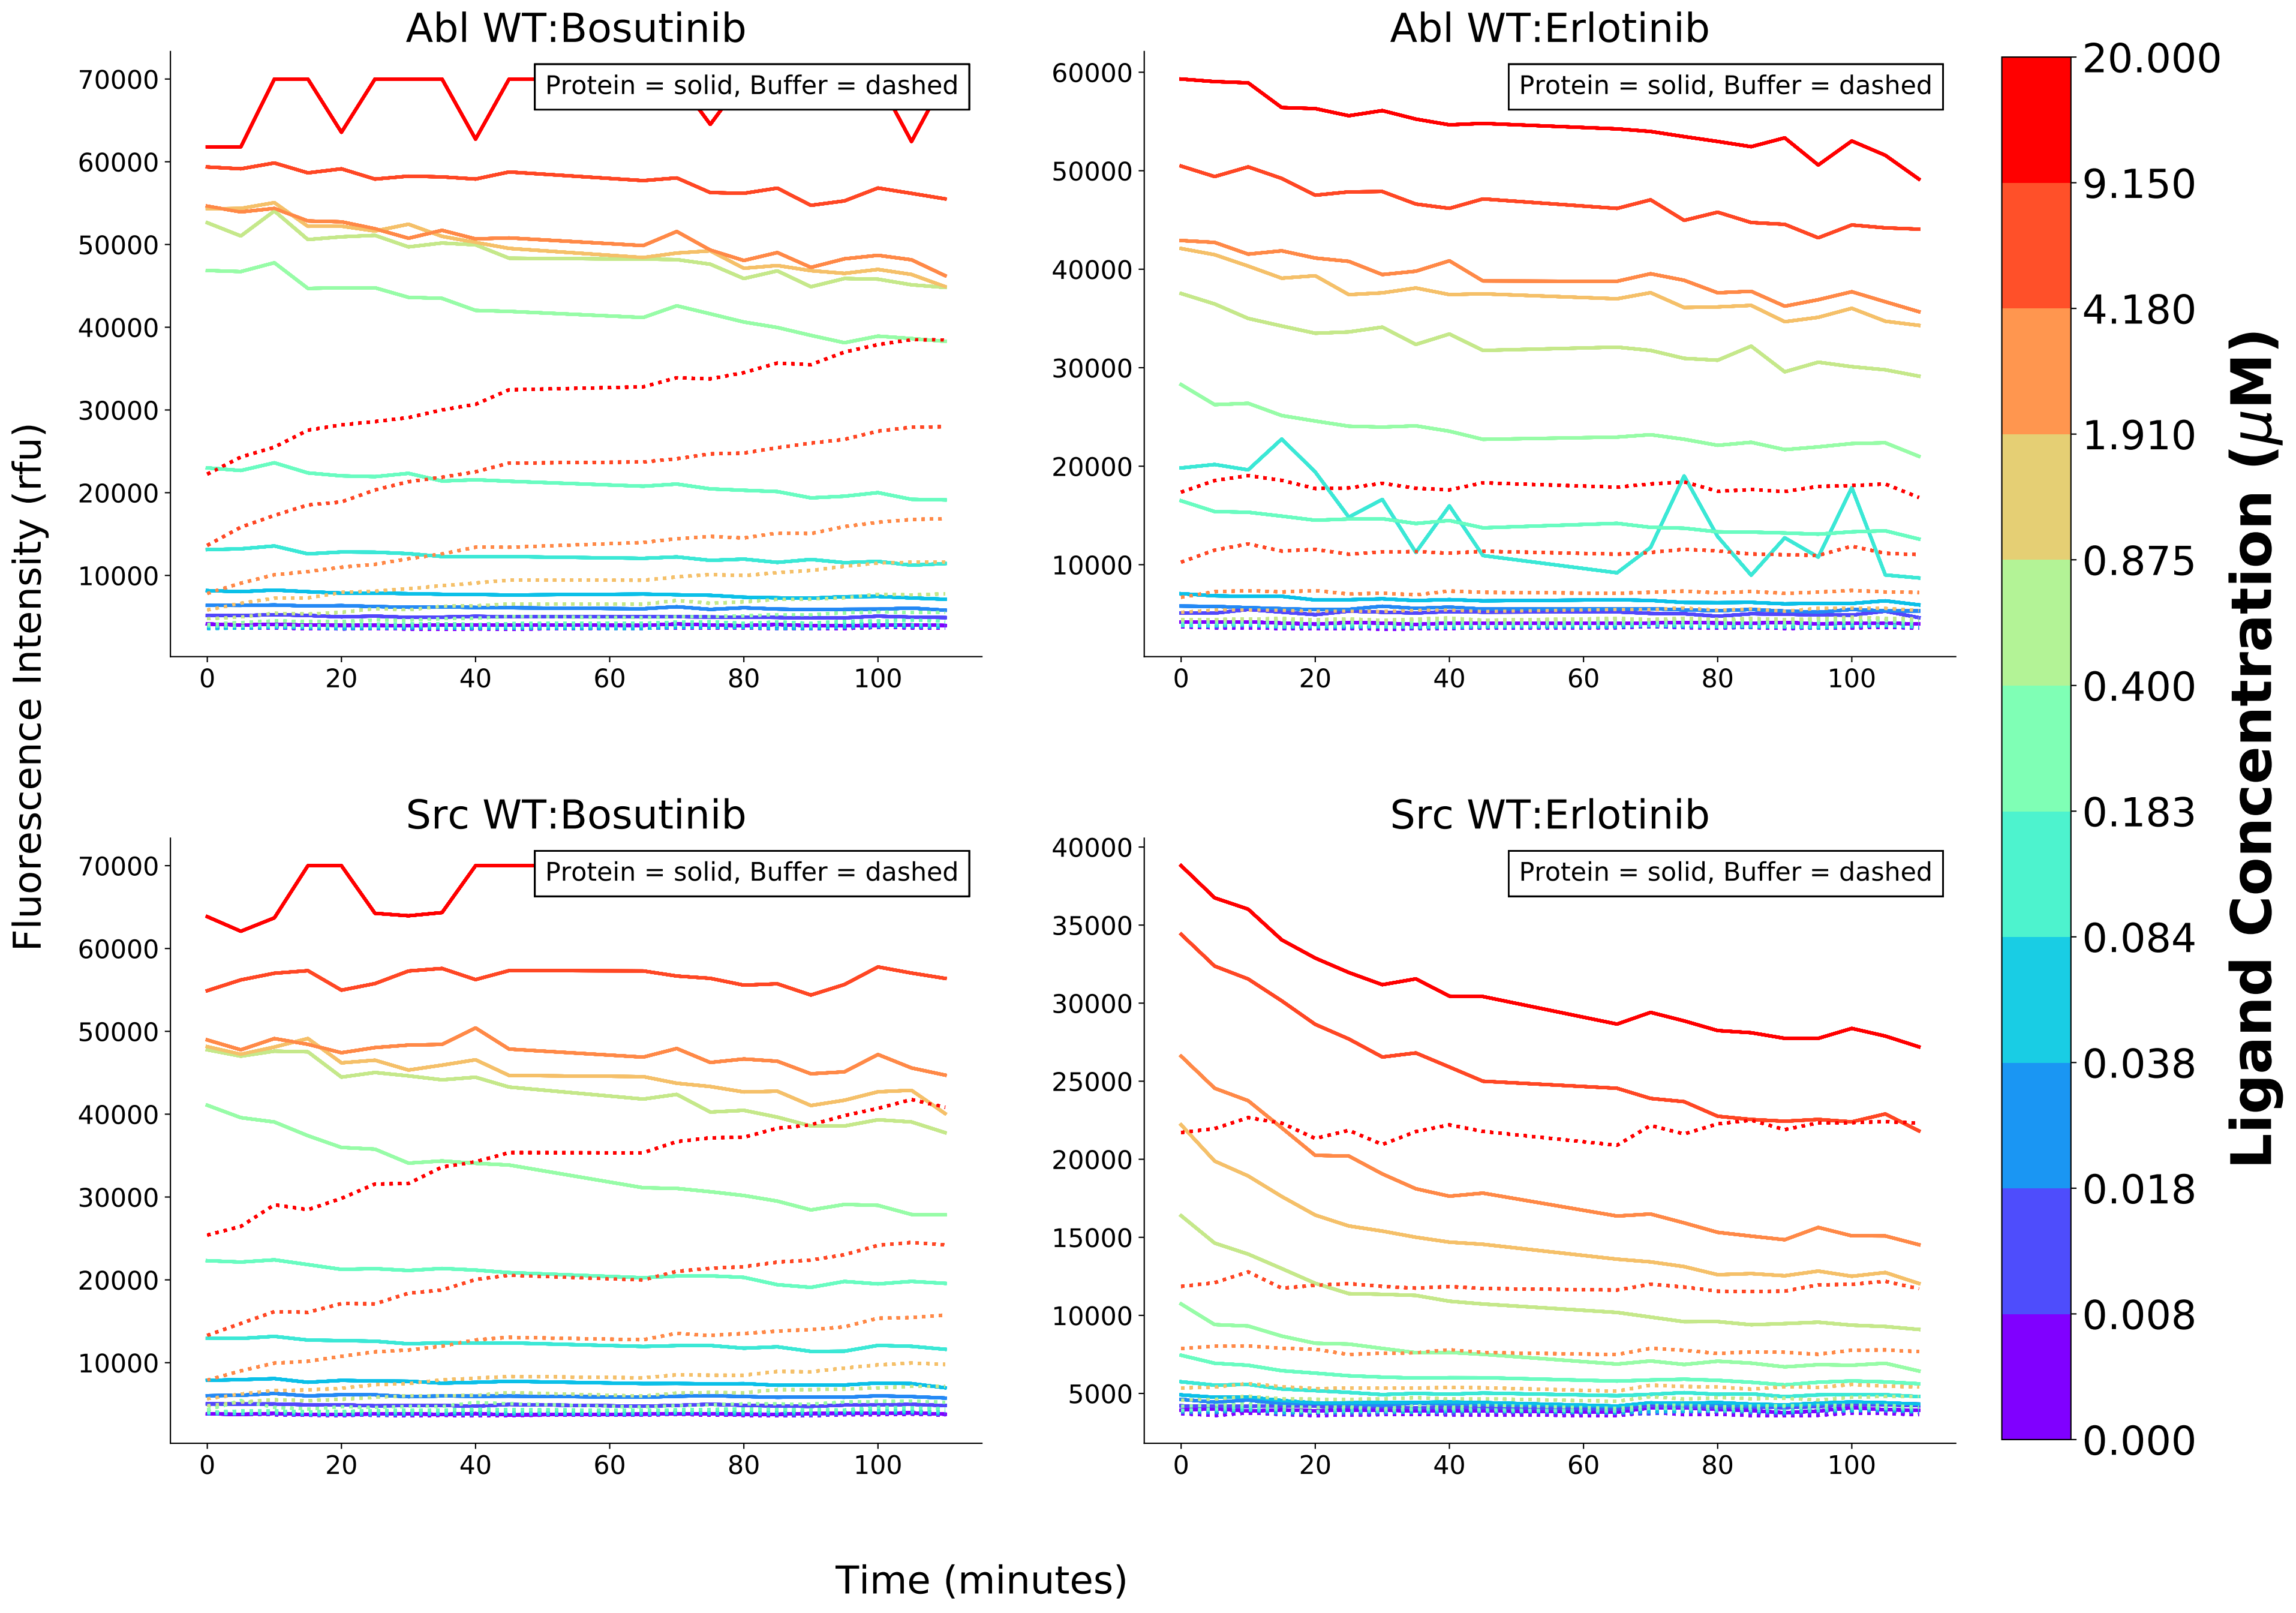 Abl WT:Bosutinib
Protein = solid, Buffer = dashed
70000
60000
50000
40000
30000
20000
10000
0 20 40 60 80 100
Abl WT:Erlotinib
Protein = solid, Buffer = dashed
60000
50000
40000
30000
20000
10000
0 20 40 60 80 100
Src WT:Bosutinib
Protein = solid, Buffer = dashed
70000
60000
50000
40000
30000
20000
10000
0 20 40 60 80 100
Src WT:Erlotinib
Protein = solid, Buffer = dashed
40000
35000
30000
25000
20000
15000
10000
5000
0 20 40 60 80 100
Fluorescence Intensity (rfu)
Time (minutes)
20.000
9.150
4.180
1.910
0.875
0.400
0.183
0.084
0.038
0.018
0.008
0.000
Ligand Concentration (μM)